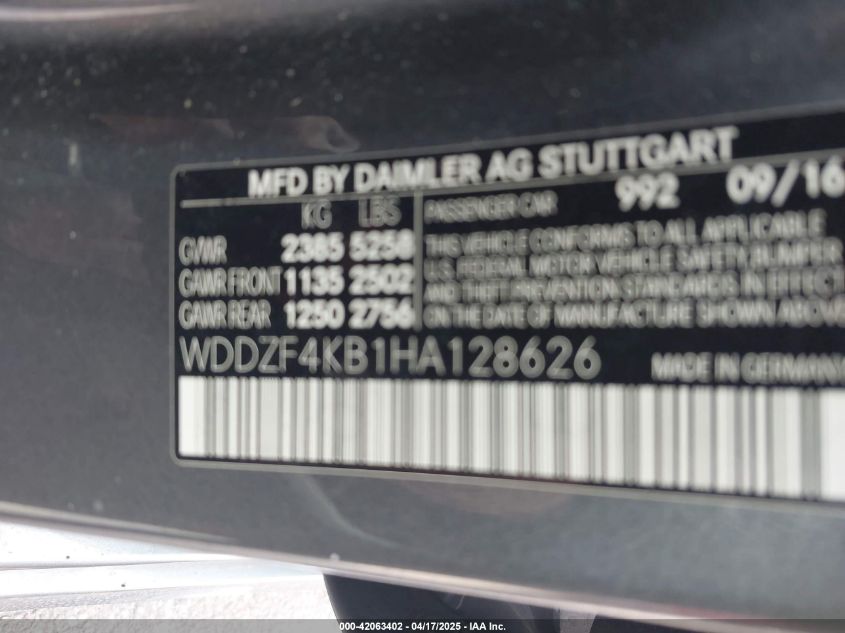 MFD BY DAIMLER AG STUTTGART
KG LBS PASSENGER CAR 992 09/16
GVWR 2385 5258
GAWR FRONT 1135 2502
GAWR REAR 1250 2756
THIS VEHICLE CONFORMS TO ALL APPLICABLE
U.S. FEDERAL MOTOR VEHICLE SAFETY BUMPER
AND THEFT PREVENTION STANDARDS IN EFFECT
ON THE DATE OF MANUFACTURE SHOWN ABOVE
WDDZF4KB1HA128626 MADE IN GERMANY
000-42063402 - 04/17/2025 - IAA Inc.